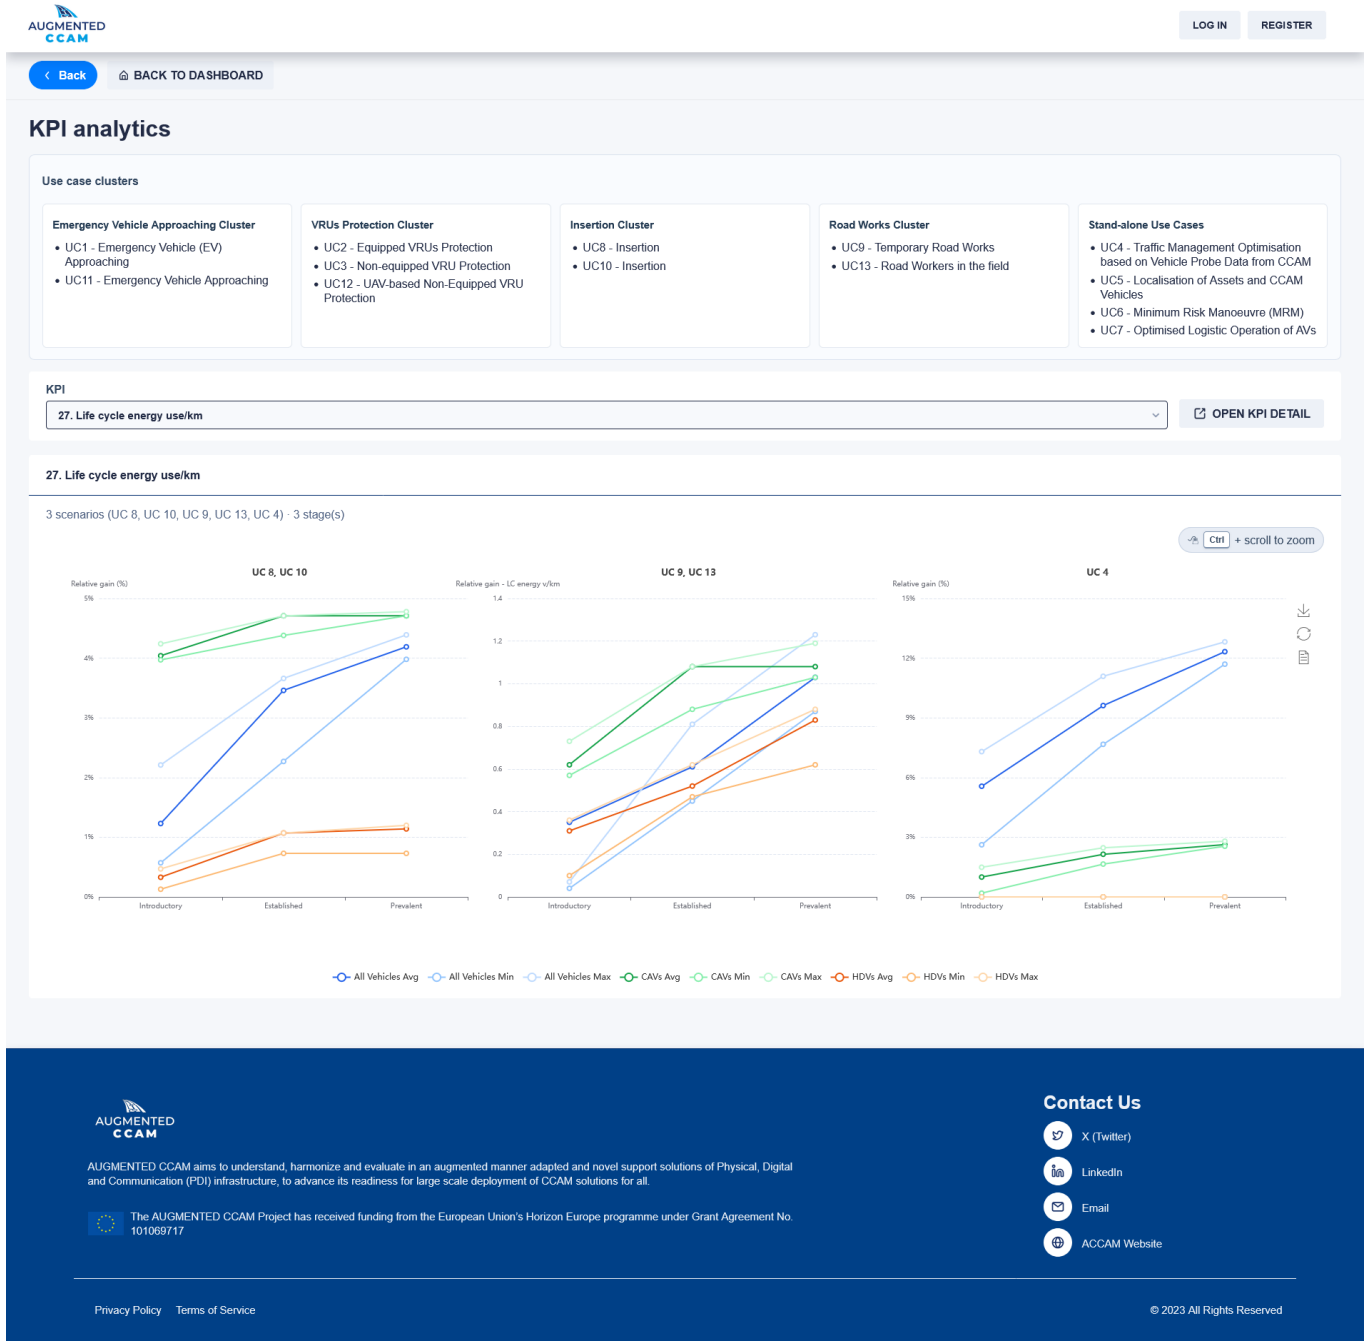 AUGMENTED
CCAM
LOG IN
REGISTER
Back
BACK TO DASHBOARD
KPI analytics
Use case clusters
Emergency Vehicle Approaching Cluster
• UC1 - Emergency Vehicle (EV)
Approaching
• UC11 - Emergency Vehicle Approaching
VRUs Protection Cluster
• UC2 - Equipped VRUs Protection
• UC3 - Non-equipped VRU Protection
• UC12 - UAV-based Non-Equipped VRU
Protection
Insertion Cluster
• UC8 - Insertion
• UC10 - Insertion
Road Works Cluster
• UC9 - Temporary Road Works
• UC13 - Road Workers in the field
Stand-alone Use Cases
• UC4 - Traffic Management Optimisation
based on Vehicle Probe Data from CCAM
• UC5 - Localisation of Assets and CCAM
Vehicles
• UC6 - Minimum Risk Manoeuvre (MRM)
• UC7 - Optimised Logistic Operation of AVs
KPI
27. Life cycle energy use/km
OPEN KPI DETAIL
27. Life cycle energy use/km
3 scenarios (UC 8, UC 10, UC 9, UC 13, UC 4) · 3 stage(s)
Ctrl + scroll to zoom
UC 8, UC 10
Relative gain (%)
5%
4%
3%
2%
1%
0%
Introductory
Established
Prevalent
UC 9, UC 13
Relative gain - LC energy v/km
1.4
1.2
1
0.8
0.6
0.4
0.2
0
Introductory
Established
Prevalent
UC 4
Relative gain (%)
15%
12%
9%
6%
3%
0%
Introductory
Established
Prevalent
All Vehicles Avg
All Vehicles Min
All Vehicles Max
CAVs Avg
CAVs Min
CAVs Max
HDVs Avg
HDVs Min
HDVs Max
AUGMENTED
CCAM
AUGMENTED CCAM aims to understand, harmonize and evaluate in an augmented manner adapted and novel support solutions of Physical, Digital
and Communication (PDI) infrastructure, to advance its readiness for large scale deployment of CCAM solutions for all.
The AUGMENTED CCAM Project has received funding from the European Union's Horizon Europe programme under Grant Agreement No.
101069717
Contact Us
X (Twitter)
LinkedIn
Email
ACCAM Website
Privacy Policy
Terms of Service
© 2023 All Rights Reserved